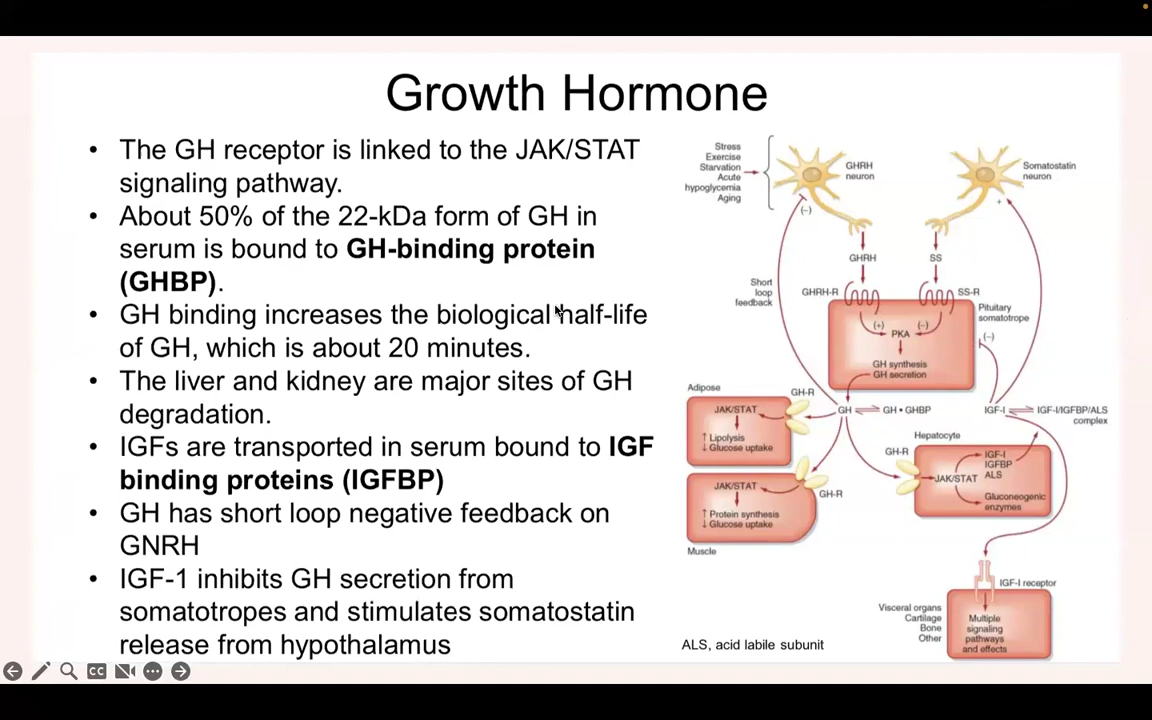 Growth Hormone
• The GH receptor is linked to the JAK/STAT
signaling pathway.
• About 50% of the 22-kDa form of GH in
serum is bound to GH-binding protein
(GHBP).
• GH binding increases the biological half-life
of GH, which is about 20 minutes.
• The liver and kidney are major sites of GH
degradation.
• IGFs are transported in serum bound to IGF
binding proteins (IGFBP)
• GH has short loop negative feedback on
GNRH
• IGF-1 inhibits GH secretion from
somatotropes and stimulates somatostatin
release from hypothalamus
Stress
Exercise
Starvation
Acute
hypoglycemia
Aging
GHRH
neuron
Somatostatin
neuron
(-)
+
GHRH
SS
Short
loop
feedback
GHRH-R
SS-R
Pituitary
somatotrope
(+)
(-)
PKA
(-)
GH synthesis
GH secretion
Adipose
GH-R
JAK/STAT
↑ Lipolysis
↓ Glucose uptake
GH ⇌ GH • GHBP
IGF-I ⇌ IGF-I/IGFBP/ALS
complex
Hepatocyte
GH-R
JAK/STAT
IGF-I
IGFBP
ALS
Gluconeogenic
enzymes
JAK/STAT
GH-R
↑ Protein synthesis
↓ Glucose uptake
Muscle
IGF-I receptor
Visceral organs
Cartilage
Bone
Other
Multiple
signaling
pathways
and effects
ALS, acid labile subunit
CC